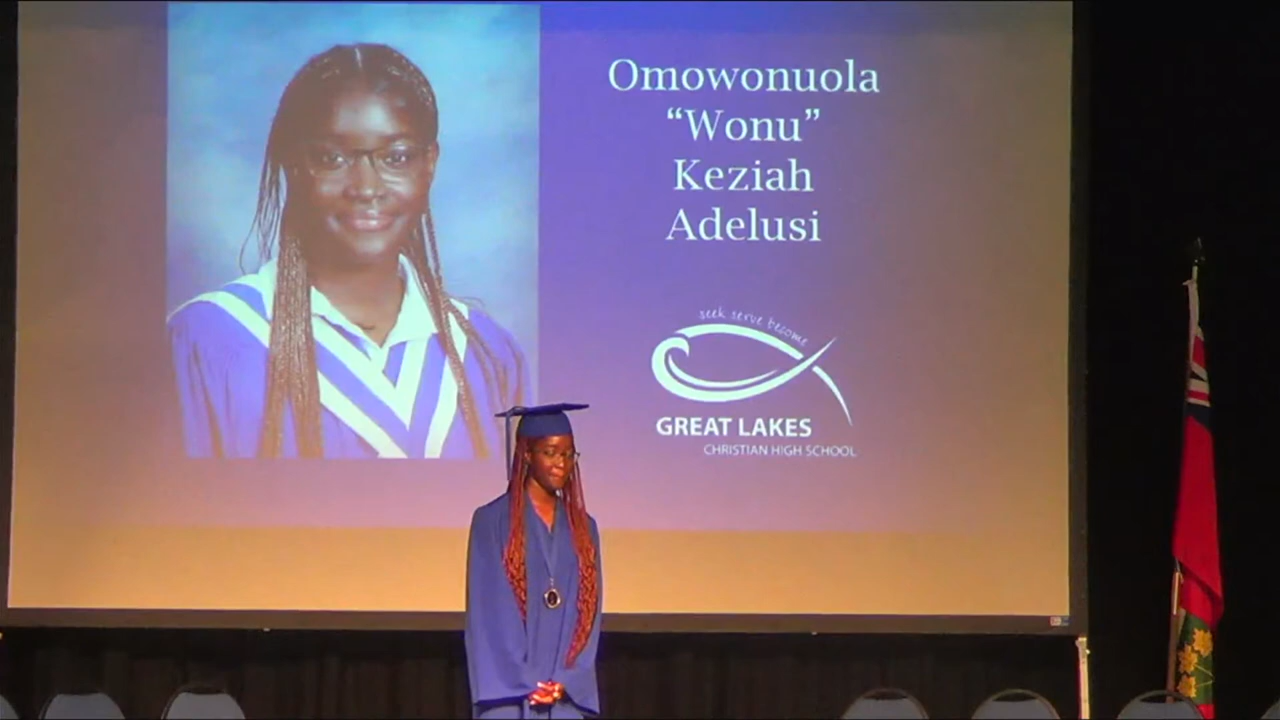 Omowonuola
“Wonu”
Keziah
Adelusi
seek serve become
GREAT LAKES
CHRISTIAN HIGH SCHOOL